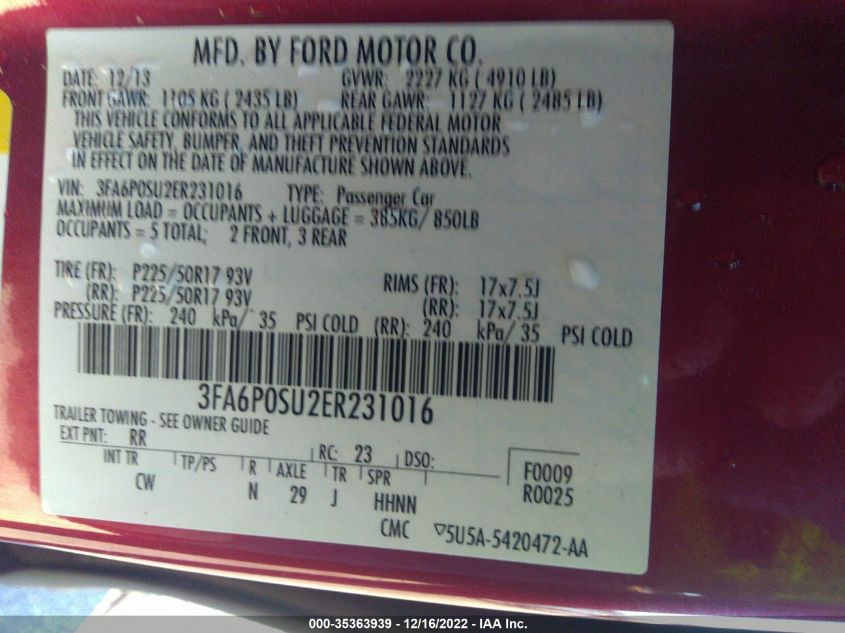 MFD. BY FORD MOTOR CO.
DATE: 12/13 GVWR: 2227 KG ( 4910 LB)
FRONT GAWR: 1105 KG ( 2435 LB) REAR GAWR: 1127 KG ( 2485 LB)
THIS VEHICLE CONFORMS TO ALL APPLICABLE FEDERAL MOTOR
VEHICLE SAFETY, BUMPER, AND THEFT PREVENTION STANDARDS
IN EFFECT ON THE DATE OF MANUFACTURE SHOWN ABOVE.
VIN: 3FA6P0SU2ER231016 TYPE: Passenger Car
MAXIMUM LOAD = OCCUPANTS + LUGGAGE = 385KG/ 850LB
OCCUPANTS = 5 TOTAL; 2 FRONT, 3 REAR
TIRE (FR): P225/50R17 93V RIMS (FR): 17x7.5J
(RR): P225/50R17 93V (RR): 17x7.5J
PRESSURE (FR): 240 kPa/ 35 PSI COLD (RR): 240 kPa/ 35 PSI COLD
3FA6P0SU2ER231016
TRAILER TOWING - SEE OWNER GUIDE
EXT PNT: RR RC: 23 DSO:
INT TR TP/PS R AXLE TR SPR F0009
CW N 29 J HHNN R0025
CMC ▽5U5A-5420472-AA
000-35363939 - 12/16/2022 - IAA Inc.